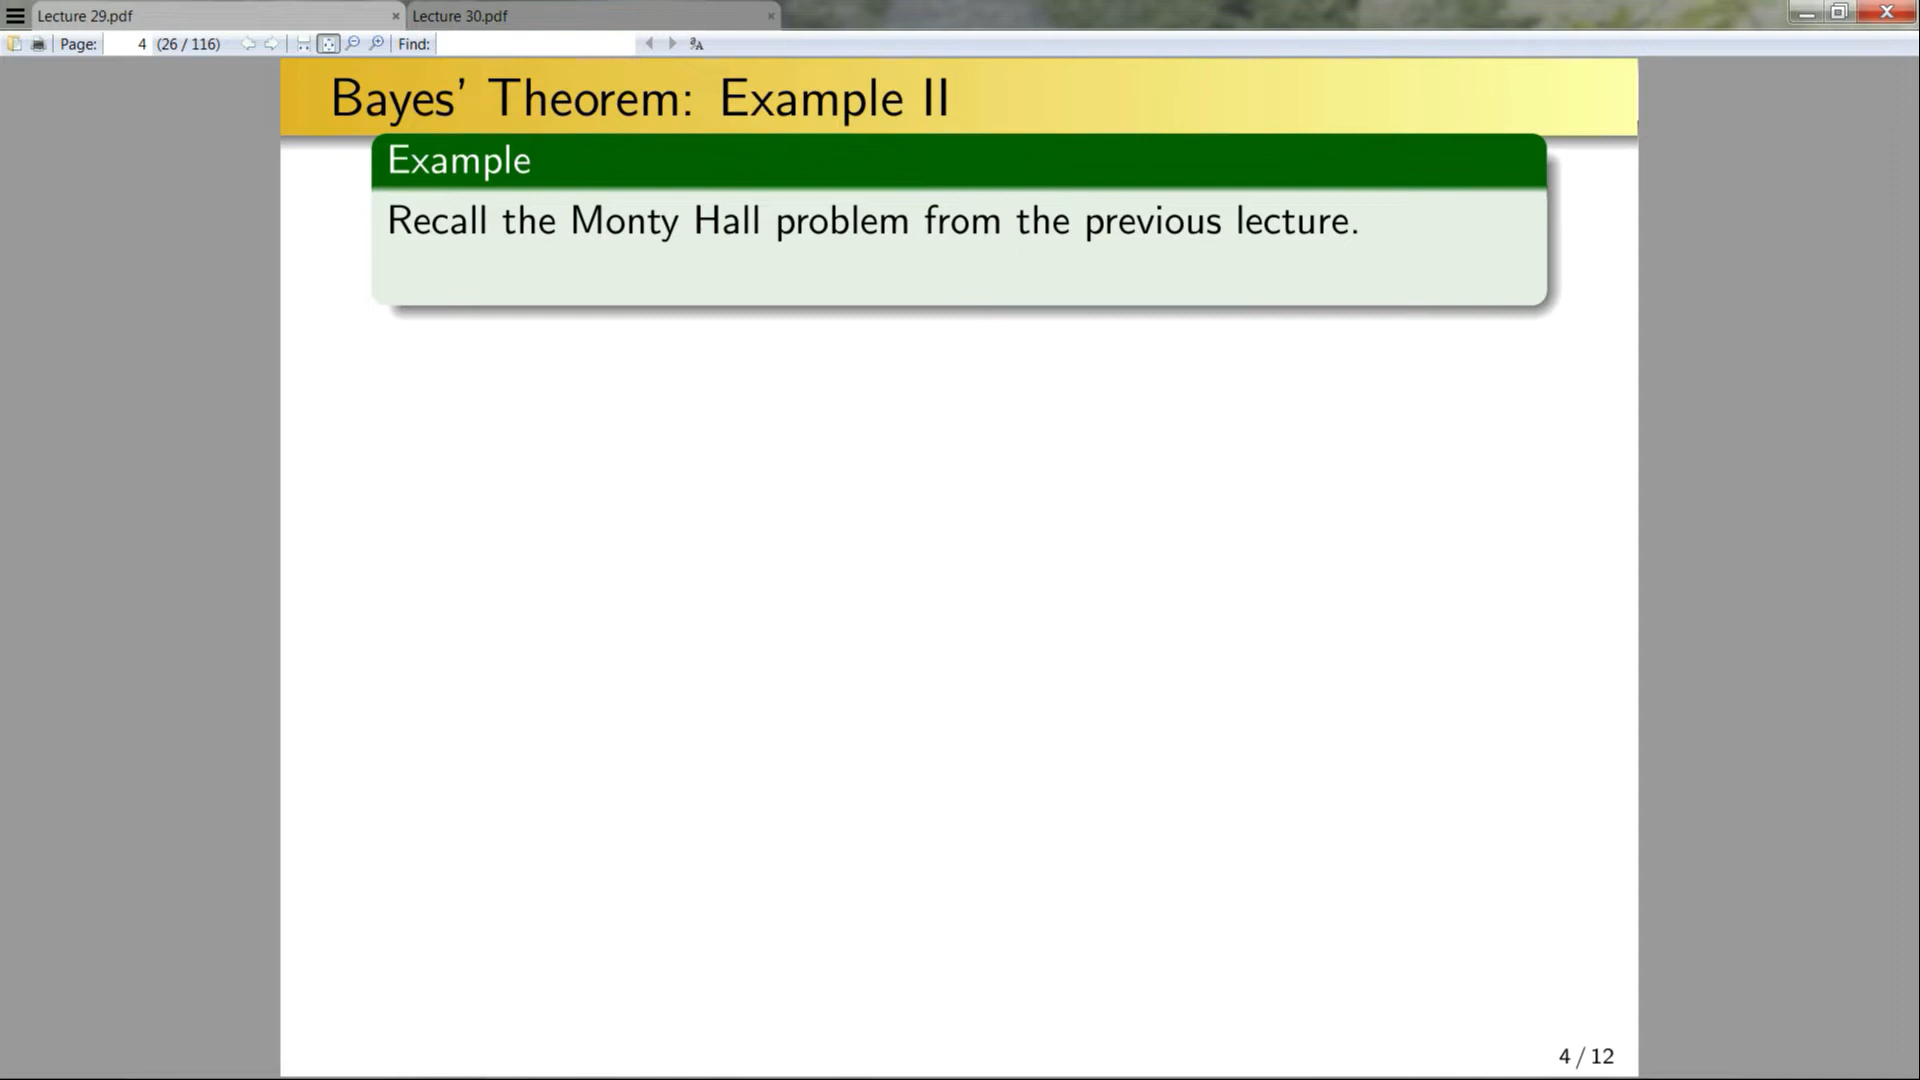 Lecture 29.pdf
Lecture 30.pdf
Page: 4 (26 / 116) Find:
Bayes’ Theorem: Example II
Example
Recall the Monty Hall problem from the previous lecture.
4 / 12